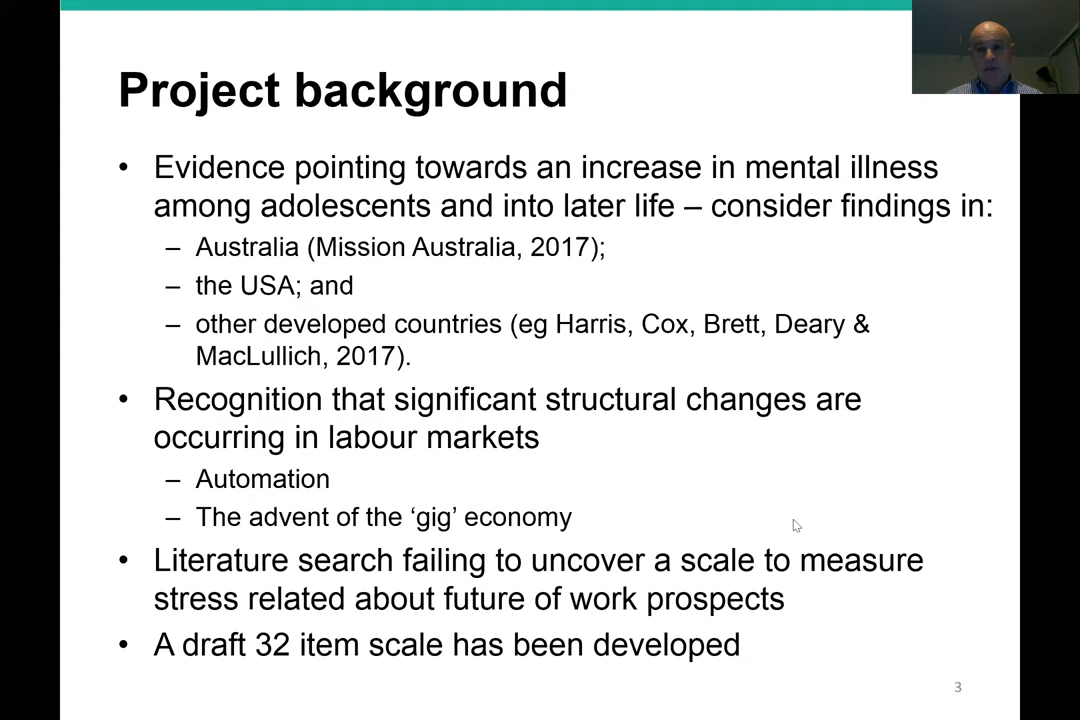 Project background
• Evidence pointing towards an increase in mental illness
among adolescents and into later life – consider findings in:
– Australia (Mission Australia, 2017);
– the USA; and
– other developed countries (eg Harris, Cox, Brett, Deary &
MacLullich, 2017).
• Recognition that significant structural changes are
occurring in labour markets
– Automation
– The advent of the ‘gig’ economy
• Literature search failing to uncover a scale to measure
stress related about future of work prospects
• A draft 32 item scale has been developed
3